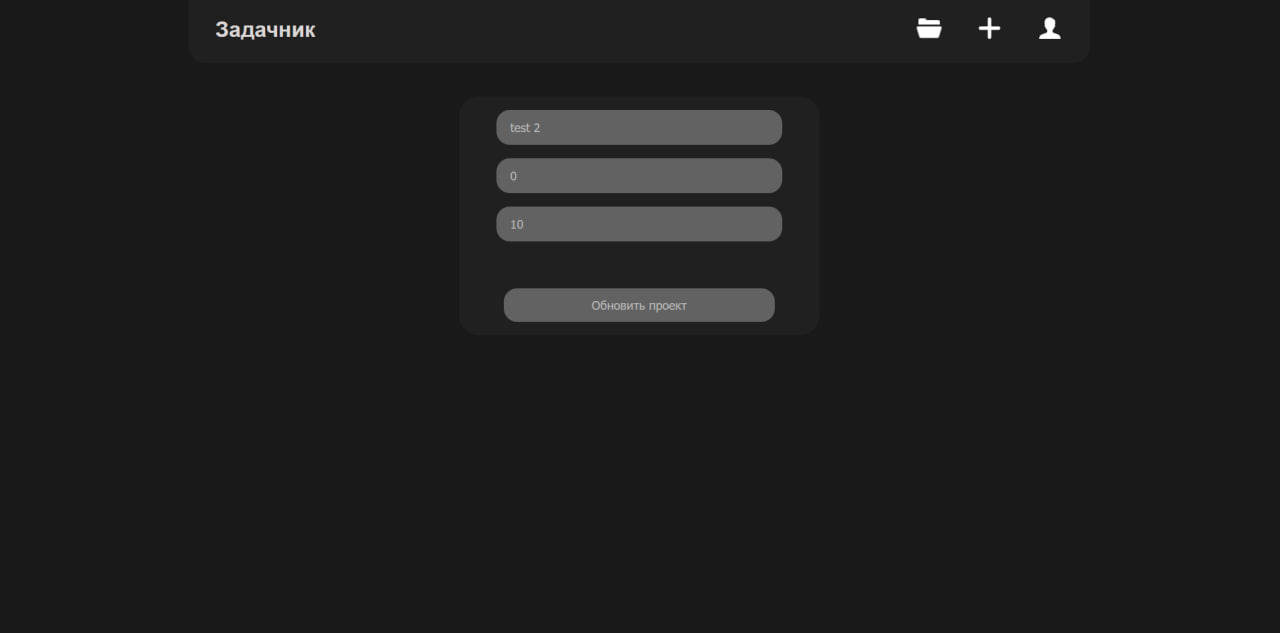 Задачник
test 2
0
10
Обновить проект